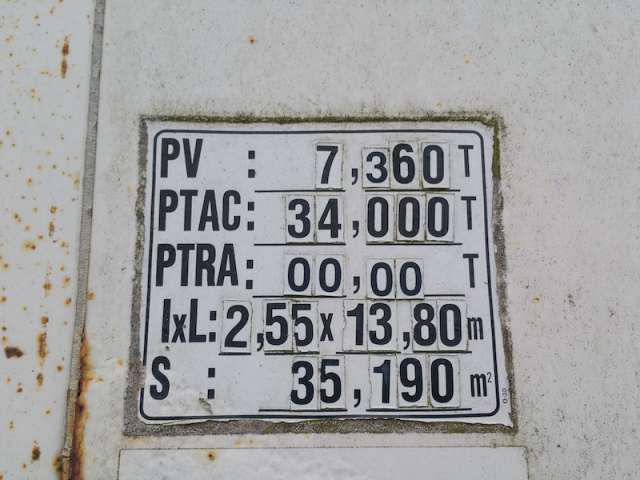 PV : 7,360 T
PTAC: 34,000 T
PTRA: 00,00 T
lxL: 2,55 x 13,80 m
S : 35,190 m²